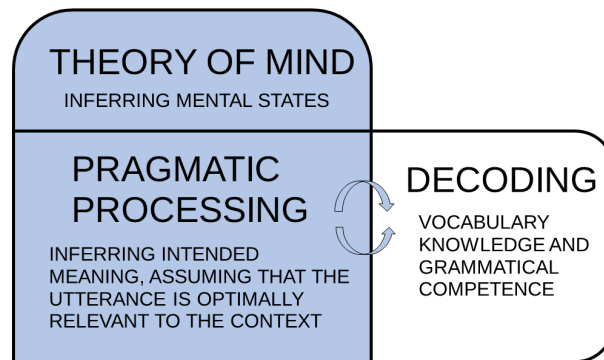 THEORY OF MIND
INFERRING MENTAL STATES
PRAGMATIC
PROCESSING
INFERRING INTENDED
MEANING, ASSUMING THAT THE
UTTERANCE IS OPTIMALLY
RELEVANT TO THE CONTEXT
DECODING
VOCABULARY
KNOWLEDGE AND
GRAMMATICAL
COMPETENCE